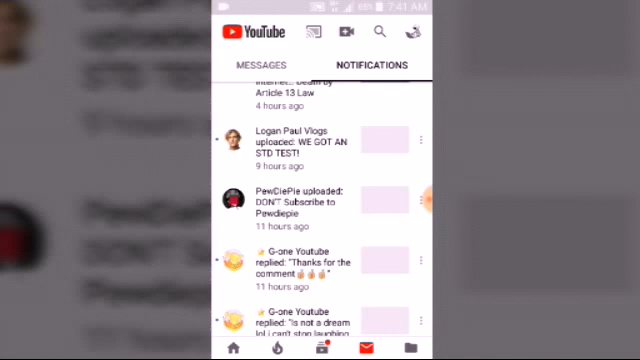 65% 7:41 AM
YouTube
MESSAGES NOTIFICATIONS
Internet... Death by
Article 13 Law
4 hours ago
Logan Paul Vlogs
uploaded: WE GOT AN
STD TEST!
9 hours ago
PewDiePie uploaded:
DON'T Subscribe to
Pewdiepie
11 hours ago
⭐ G-one Youtube
replied: "Thanks for the
comment☝🏼☝🏼☝🏼"
11 hours ago
⭐ G-one Youtube
replied: "Is not a dream
lol i can't stop laughing